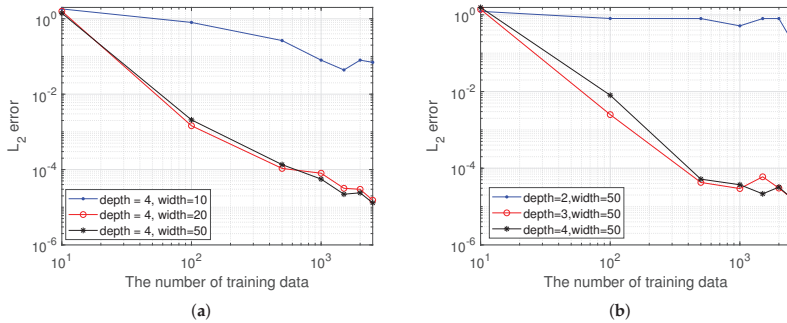 10^0
10^-2
10^-4
10^-6
L_2 error
depth = 4, width=10
depth = 4, width=20
depth = 4, width=50
10^1
10^2
10^3
The number of training data
(a)
10^0
10^-2
10^-4
10^-6
L_2 error
depth=2,width=50
depth=3,width=50
depth=4,width=50
10^1
10^2
10^3
The number of training data
(b)